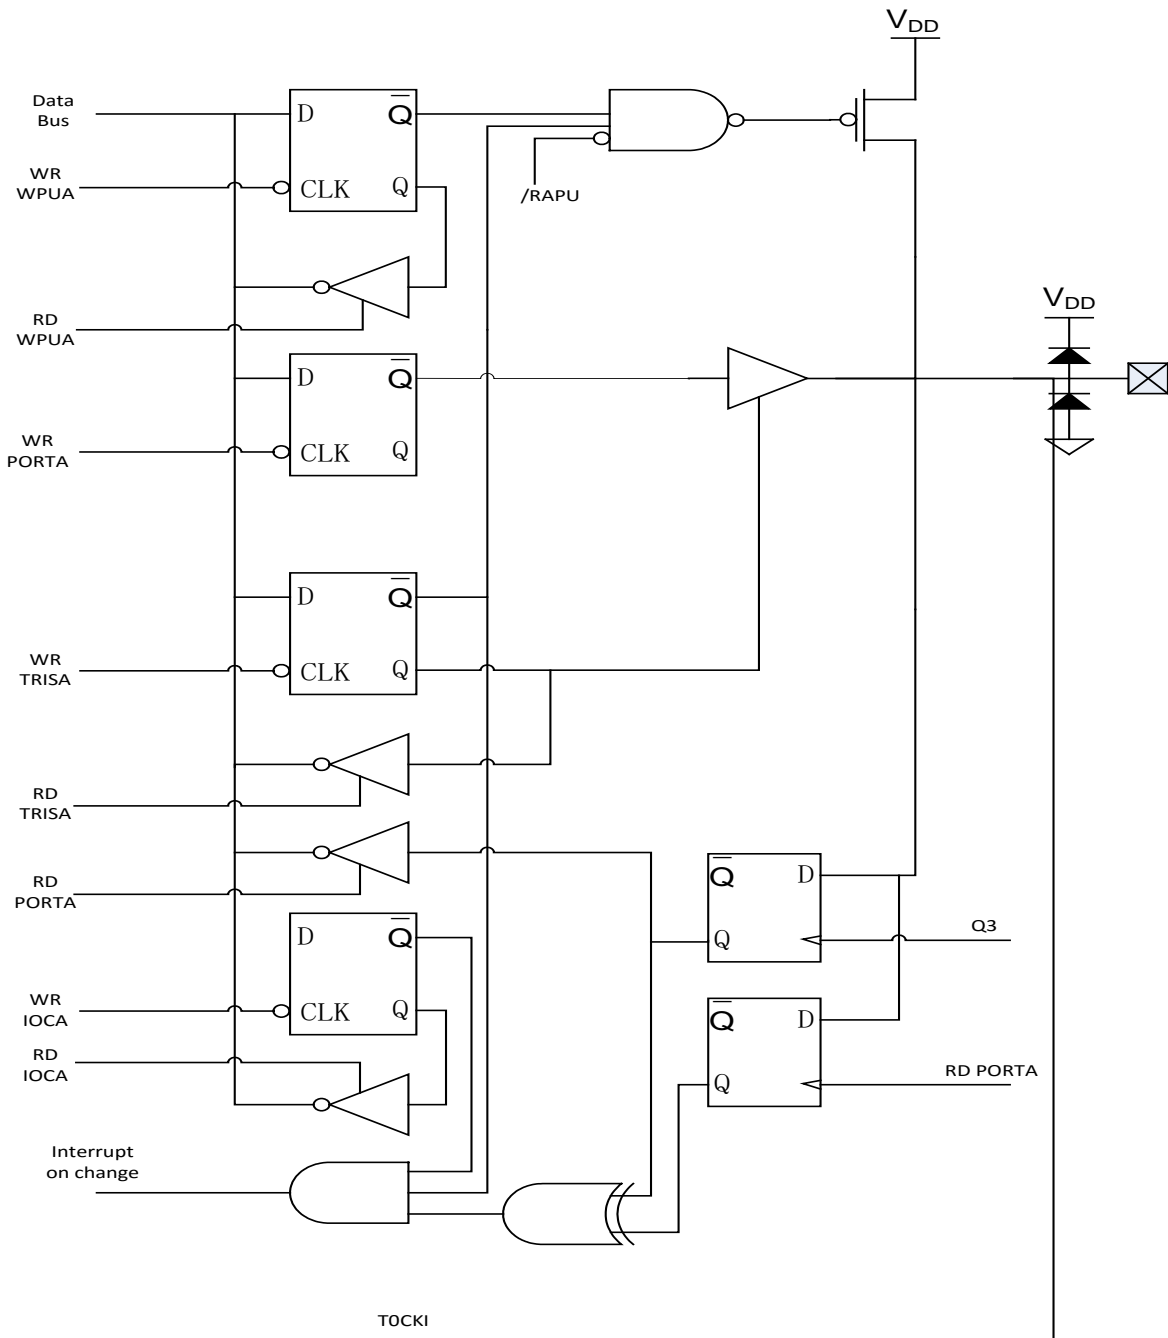 VDD
Data
Bus
D
Q
WR
WPUA
CLK
Q
/RAPU
RD
WPUA
VDD
D
Q
WR
PORTA
CLK
Q
D
Q
WR
TRISA
CLK
Q
RD
TRISA
RD
PORTA
Q
D
D
Q
Q
Q3
WR
IOCA
CLK
Q
Q
D
RD
IOCA
Q
RD PORTA
Interrupt
on change
T0CKI